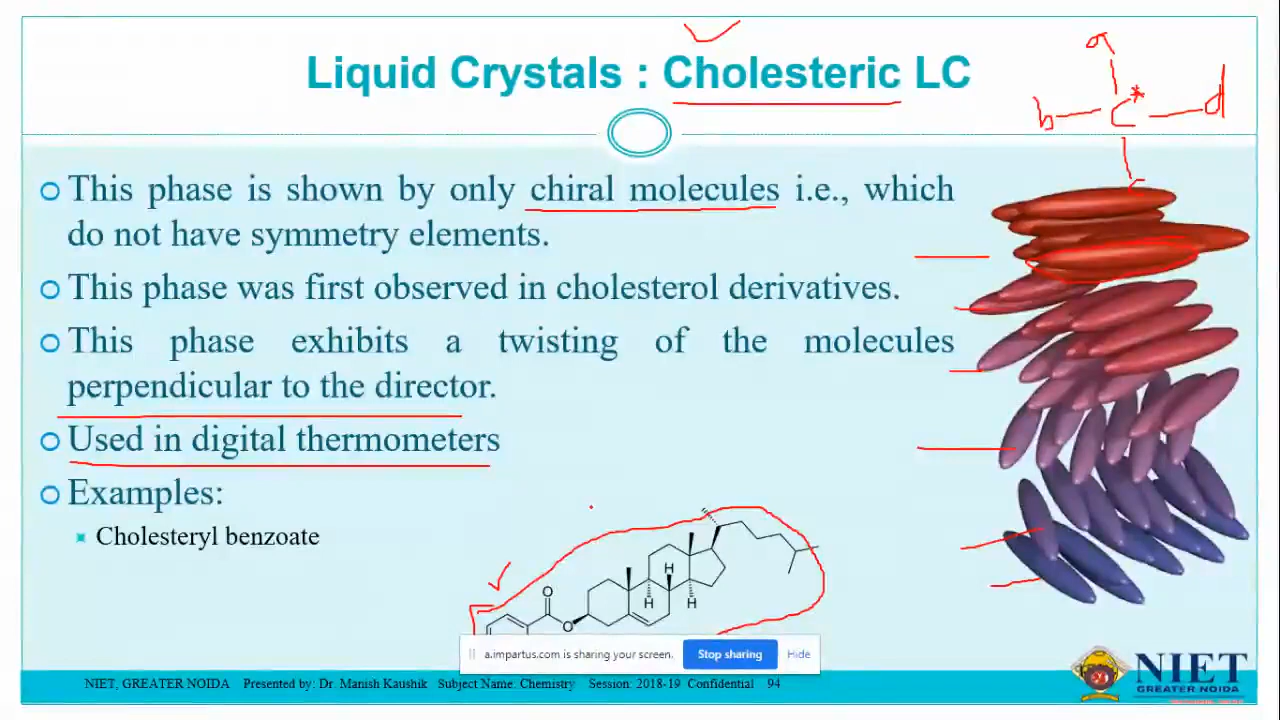 Liquid Crystals : Cholesteric LC
a
b C* d
c
This phase is shown by only chiral molecules i.e., which
do not have symmetry elements.
This phase was first observed in cholesterol derivatives.
This phase exhibits a twisting of the molecules
perpendicular to the director.
Used in digital thermometers
Examples:
Cholesteryl benzoate
H
H H
O
O
a.impartus.com is sharing your screen. Stop sharing Hide
NIET
GREATER NOIDA
NIET, GREATER NOIDA Presented by: Dr. Manish Kaushik Subject Name: Chemistry Session: 2018-19 Confidential 94